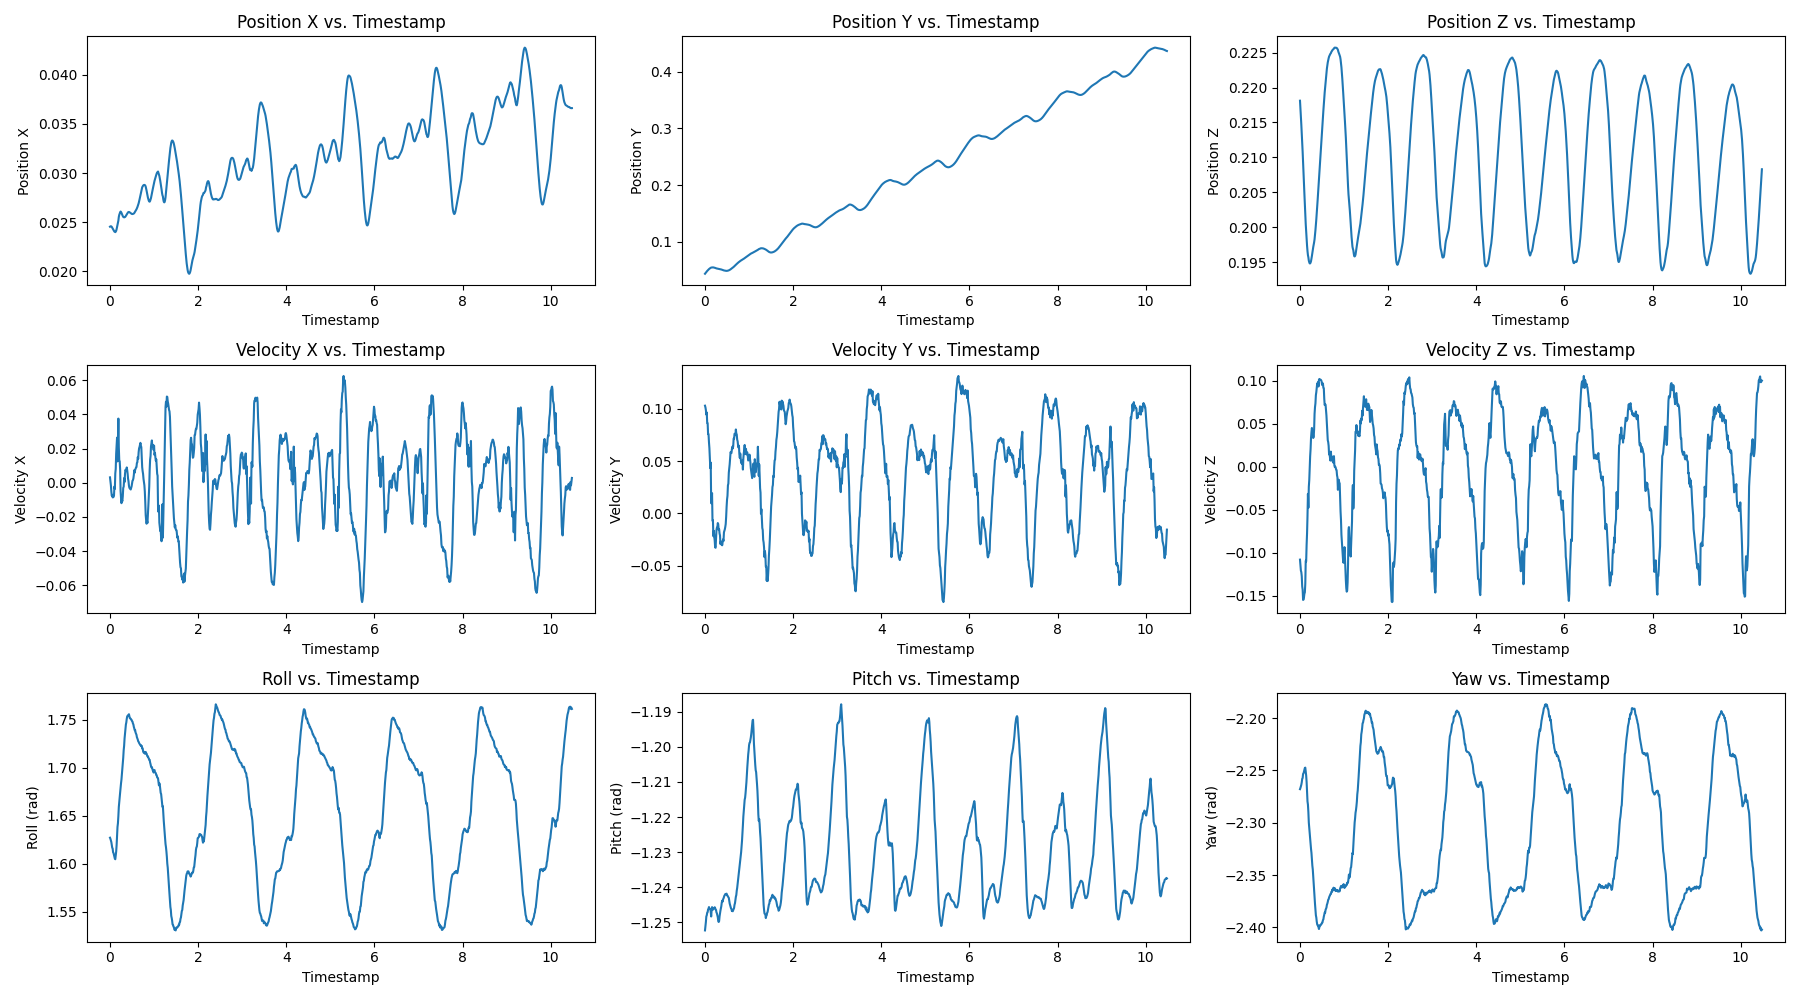 Position X vs. Timestamp
Position X
0.040
0.035
0.030
0.025
0.020
0 2 4 6 8 10
Timestamp
Position Y vs. Timestamp
Position Y
0.4
0.3
0.2
0.1
0 2 4 6 8 10
Timestamp
Position Z vs. Timestamp
Position Z
0.225
0.220
0.215
0.210
0.205
0.200
0.195
0 2 4 6 8 10
Timestamp
Velocity X vs. Timestamp
Velocity X
0.06
0.04
0.02
0.00
−0.02
−0.04
−0.06
0 2 4 6 8 10
Timestamp
Velocity Y vs. Timestamp
Velocity Y
0.10
0.05
0.00
−0.05
0 2 4 6 8 10
Timestamp
Velocity Z vs. Timestamp
Velocity Z
0.10
0.05
0.00
−0.05
−0.10
−0.15
0 2 4 6 8 10
Timestamp
Roll vs. Timestamp
Roll (rad)
1.75
1.70
1.65
1.60
1.55
0 2 4 6 8 10
Timestamp
Pitch vs. Timestamp
Pitch (rad)
−1.19
−1.20
−1.21
−1.22
−1.23
−1.24
−1.25
0 2 4 6 8 10
Timestamp
Yaw vs. Timestamp
Yaw (rad)
−2.20
−2.25
−2.30
−2.35
−2.40
0 2 4 6 8 10
Timestamp